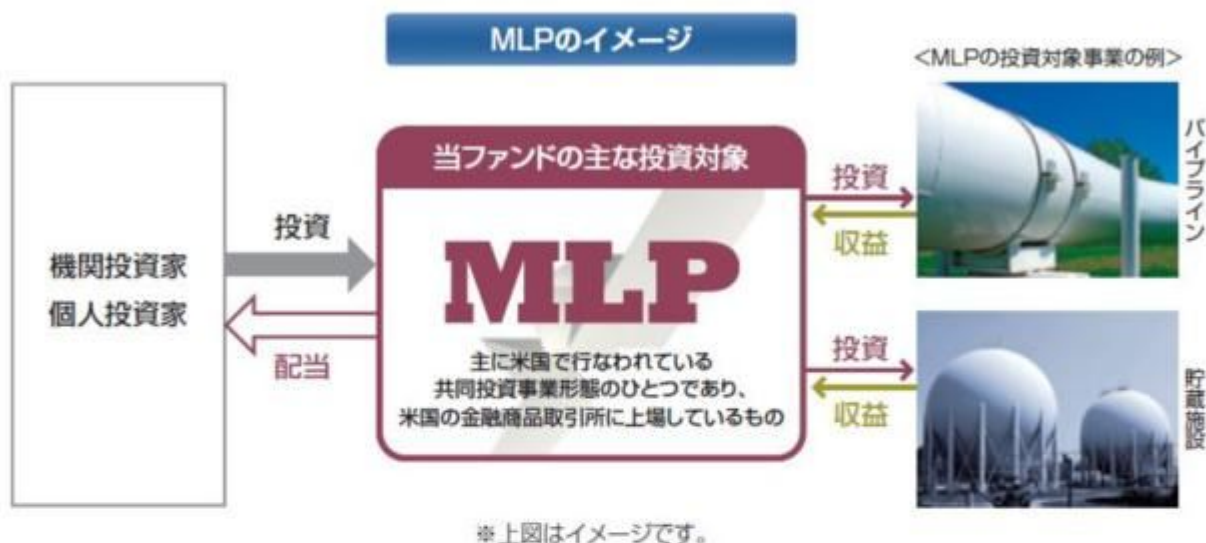 MLPのイメージ
<MLPの投資対象事業の例>
機関投資家
個人投資家
投資
配当
当ファンドの主な投資対象
MLP
主に米国で行なわれている
共同投資事業形態のひとつであり、
米国の金融商品取引所に上場しているもの
投資
収益
パイプライン
投資
収益
貯蔵施設
※上図はイメージです。